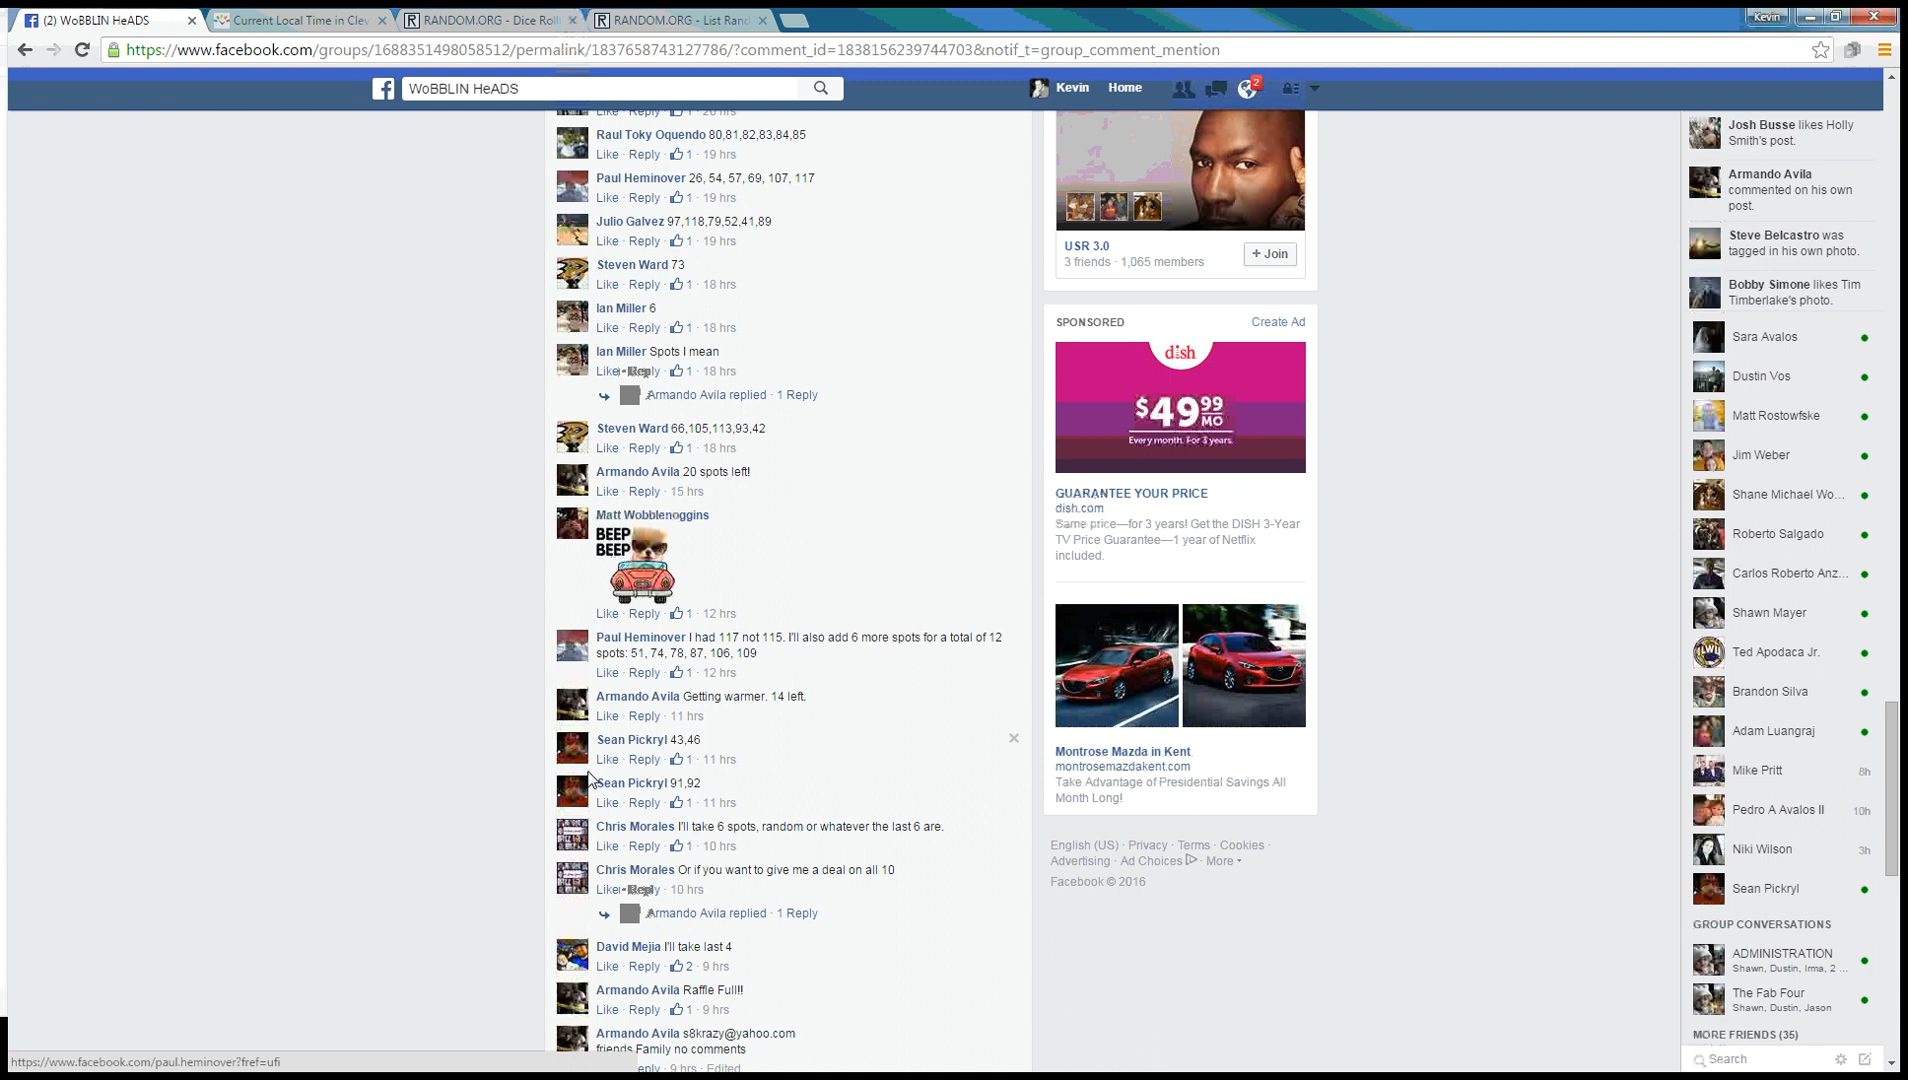 (2) WoBBLIN HeADS
Current Local Time in Clev
RANDOM.ORG - Dice Roll
RANDOM.ORG - List Rand
Kevin
https://www.facebook.com/groups/1688351498058512/permalink/1837658743127786/?comment_id=1838156239744703&notif_t=group_comment_mention
WoBBLIN HeADS
Kevin Home 2
Like · Reply · 1 · 20 hrs
Raul Toky Oquendo 80,81,82,83,84,85
Like · Reply · 1 · 19 hrs
Paul Heminover 26, 54, 57, 69, 107, 117
Like · Reply · 1 · 19 hrs
Julio Galvez 97,118,79,52,41,89
Like · Reply · 1 · 19 hrs
Steven Ward 73
Like · Reply · 1 · 18 hrs
Ian Miller 6
Like · Reply · 1 · 18 hrs
Ian Miller Spots I mean
Like · Reply · 1 · 18 hrs
Armando Avila replied · 1 Reply
Steven Ward 66,105,113,93,42
Like · Reply · 1 · 18 hrs
Armando Avila 20 spots left!
Like · Reply · 15 hrs
Matt Wobblenoggins
BEEP
BEEP
Like · Reply · 1 · 12 hrs
Paul Heminover I had 117 not 115. I'll also add 6 more spots for a total of 12
spots: 51, 74, 78, 87, 106, 109
Like · Reply · 1 · 12 hrs
Armando Avila Getting warmer. 14 left.
Like · Reply · 11 hrs
Sean Pickryl 43,46
Like · Reply · 1 · 11 hrs
Sean Pickryl 91,92
Like · Reply · 1 · 11 hrs
Chris Morales I'll take 6 spots, random or whatever the last 6 are.
Like · Reply · 1 · 10 hrs
Chris Morales Or if you want to give me a deal on all 10
Like · Reply · 10 hrs
Armando Avila replied · 1 Reply
David Mejia I'll take last 4
Like · Reply · 2 · 9 hrs
Armando Avila Raffle Full!!
Like · Reply · 1 · 9 hrs
Armando Avila s8krazy@yahoo.com
friends Family no comments
eply · 9 hrs · Edited
https://www.facebook.com/paul.heminover?fref=ufi
USR 3.0
3 friends · 1,065 members
+ Join
SPONSORED
Create Ad
dish
$49.99 MO
Every month. For 3 years.
GUARANTEE YOUR PRICE
dish.com
Same price—for 3 years! Get the DISH 3-Year
TV Price Guarantee—1 year of Netflix
included.
Montrose Mazda in Kent
montrosemazdakent.com
Take Advantage of Presidential Savings All
Month Long!
English (US) · Privacy · Terms · Cookies ·
Advertising · Ad Choices · More
Facebook © 2016
Josh Busse likes Holly
Smith's post.
Armando Avila
commented on his own
post.
Steve Belcastro was
tagged in his own photo.
Bobby Simone likes Tim
Timberlake's photo.
Sara Avalos
Dustin Vos
Matt Rostowfske
Jim Weber
Shane Michael Wo...
Roberto Salgado
Carlos Roberto Anz...
Shawn Mayer
Ted Apodaca Jr.
Brandon Silva
Adam Luangraj
Mike Pritt 8h
Pedro A Avalos II 10h
Niki Wilson 3h
Sean Pickryl
GROUP CONVERSATIONS
ADMINISTRATION
Shawn, Dustin, Irma, 2 ...
The Fab Four
Shawn, Dustin, Jason
MORE FRIENDS (35)
Search